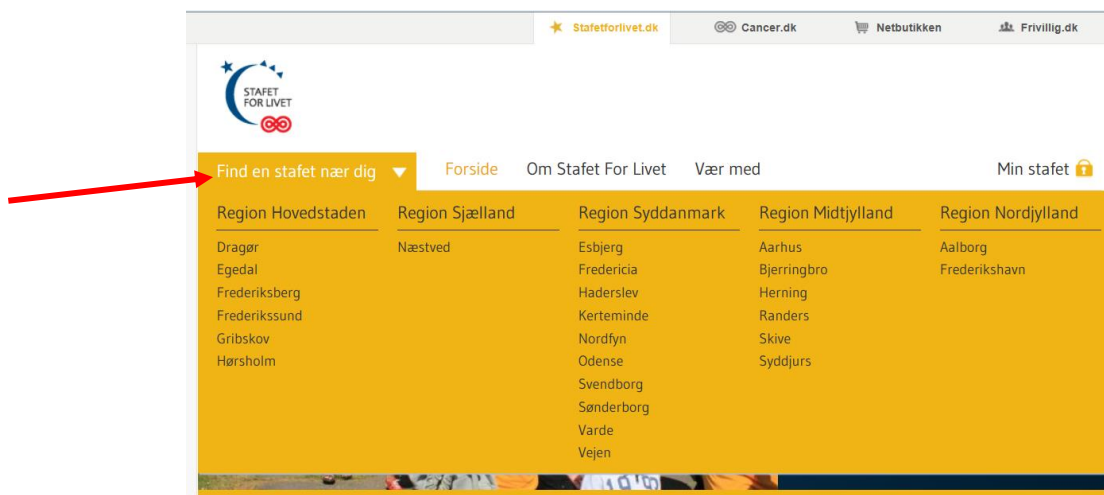 Stafetforlivet.dk
Cancer.dk
Netbutikken
Frivillig.dk
STAFET
FOR LIVET
Find en stafet nær dig
Forside
Om Stafet For Livet
Vær med
Min stafet
Region Hovedstaden
Dragør
Egedal
Frederiksberg
Frederikssund
Gribskov
Hørsholm
Region Sjælland
Næstved
Region Syddanmark
Esbjerg
Fredericia
Haderslev
Kerteminde
Nordfyn
Odense
Svendborg
Sønderborg
Varde
Vejen
Region Midtjylland
Aarhus
Bjerringbro
Herning
Randers
Skive
Syddjurs
Region Nordjylland
Aalborg
Frederikshavn